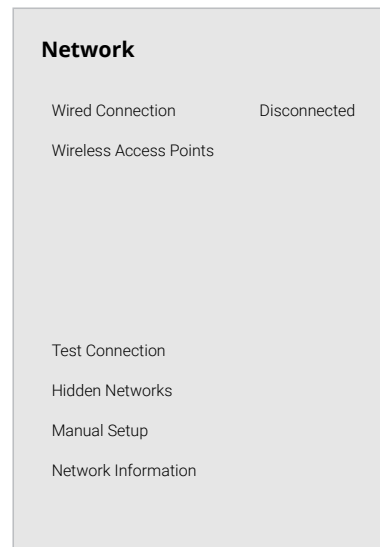 Network
Wired Connection Disconnected
Wireless Access Points
Test Connection
Hidden Networks
Manual Setup
Network Information